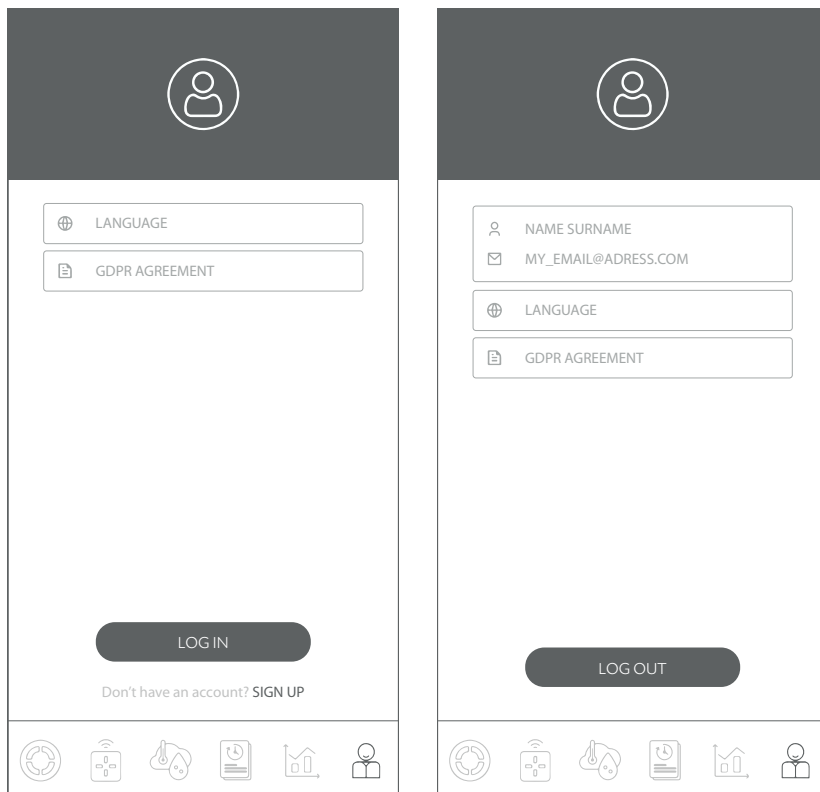 LANGUAGE
GDPR AGREEMENT
LOG IN
Don't have an account? SIGN UP
NAME SURNAME
MY_EMAIL@ADRESS.COM
LANGUAGE
GDPR AGREEMENT
LOG OUT